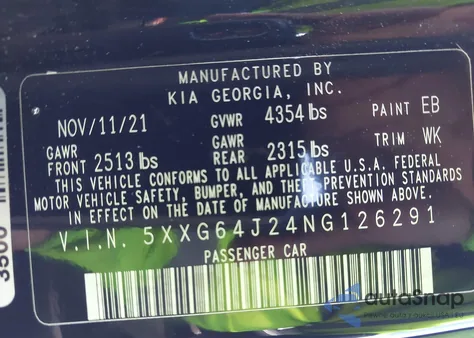 MANUFACTURED BY
KIA GEORGIA, INC.
NOV/11/21 GVWR 4354 lbs PAINT EB
GAWR FRONT 2513 lbs GAWR REAR 2315 lbs TRIM WK
THIS VEHICLE CONFORMS TO ALL APPLICABLE U.S.A. FEDERAL
MOTOR VEHICLE SAFETY, BUMPER, AND THEFT PREVENTION STANDARDS
IN EFFECT ON THE DATE OF MANUFACTURE SHOWN ABOVE.
V.I.N. 5XXG64J24NG126291
PASSENGER CAR
3500
autoSnap